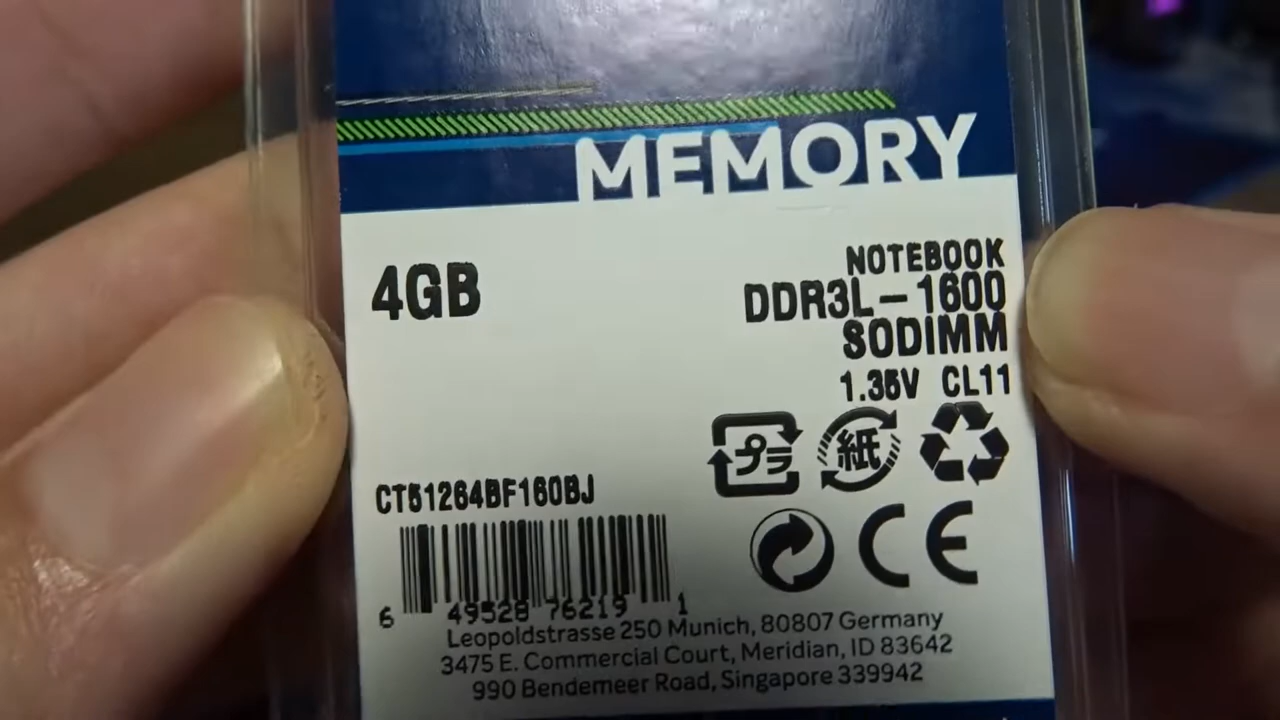 MEMORY
4GB
NOTEBOOK
DDR3L-1600
SODIMM
1.35V CL11
プラ 紙
CT51264BF160BJ
CE
6 49528 76219 1
Leopoldstrasse 250 Munich, 80807 Germany
3475 E. Commercial Court, Meridian, ID 83642
990 Bendemeer Road, Singapore 339942